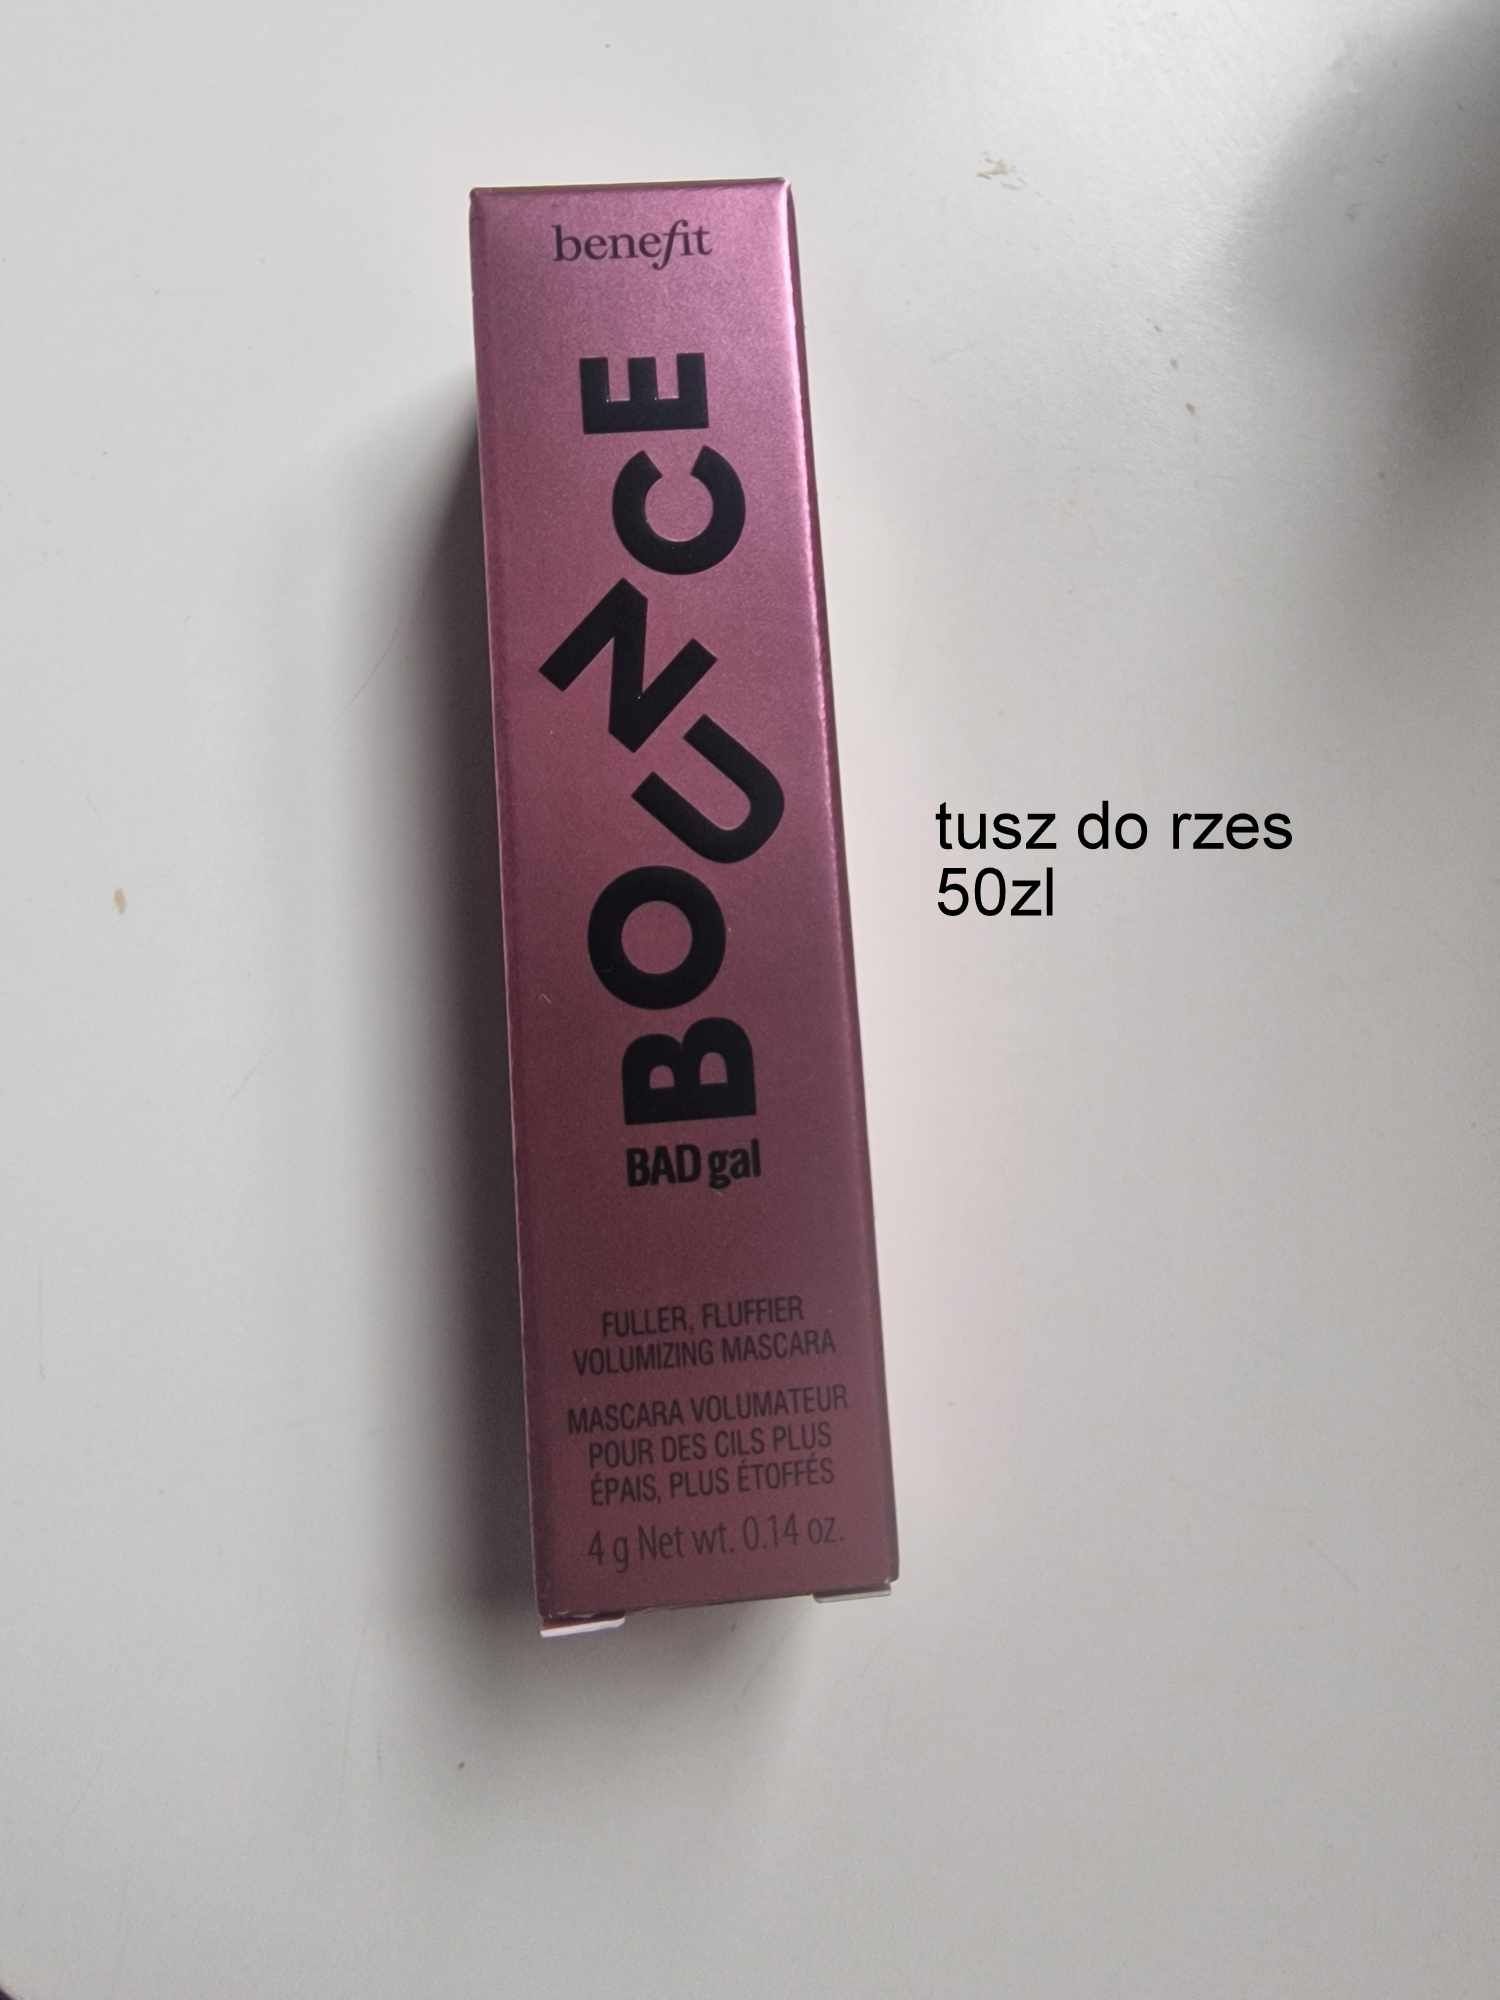 benefit
BOUNCE
BAD gal
FULLER, FLUFFIER
VOLUMIZING MASCARA
MASCARA VOLUMATEUR
POUR DES CILS PLUS
ÉPAIS, PLUS ÉTOFFÉS
4 g Net wt. 0.14 oz.
tusz do rzes
50zl